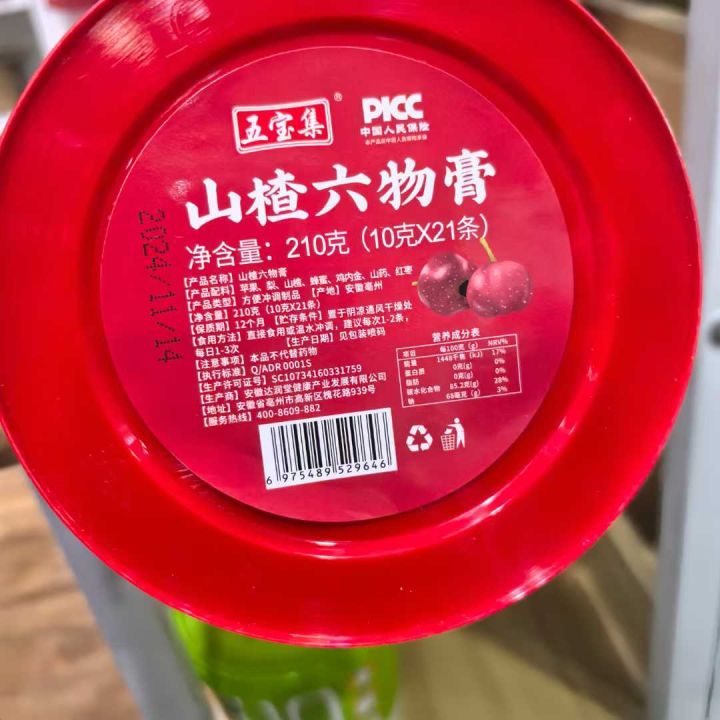 五宝集®
PICC
中国人民保险
山楂六物膏
净含量：210克（10克X21条）
【产品名称】山楂六物膏
【产品配料】苹果、梨、山楂、蜂蜜、鸡内金、山药、红枣
【产品类型】方便冲调制品 【产地】安徽亳州
【净含量】210克（10克X21条）
【保质期】12个月 【贮存条件】置于阴凉通风干燥处
【食用方法】直接食用或温水冲调，建议每次1-2条，
每日1-3次 【生产日期】见包装喷码
【注意事项】本品不代替药物
【执行标准】Q/ADR 0001S
【生产许可证号】SC10734160331759
【生产商】安徽达润堂健康产业发展有限公司
【地址】安徽省亳州市高新区槐花路939号
【服务热线】400-8609-882
营养成分表
项目 每100克（g） NRV%
能量 1448千焦（kJ） 17%
蛋白质 0克(g) 0%
脂肪 0克(g) 0%
碳水化合物 85.2克(g) 28%
钠 68毫克(g) 3%
6 975489 529646
2024/11/14